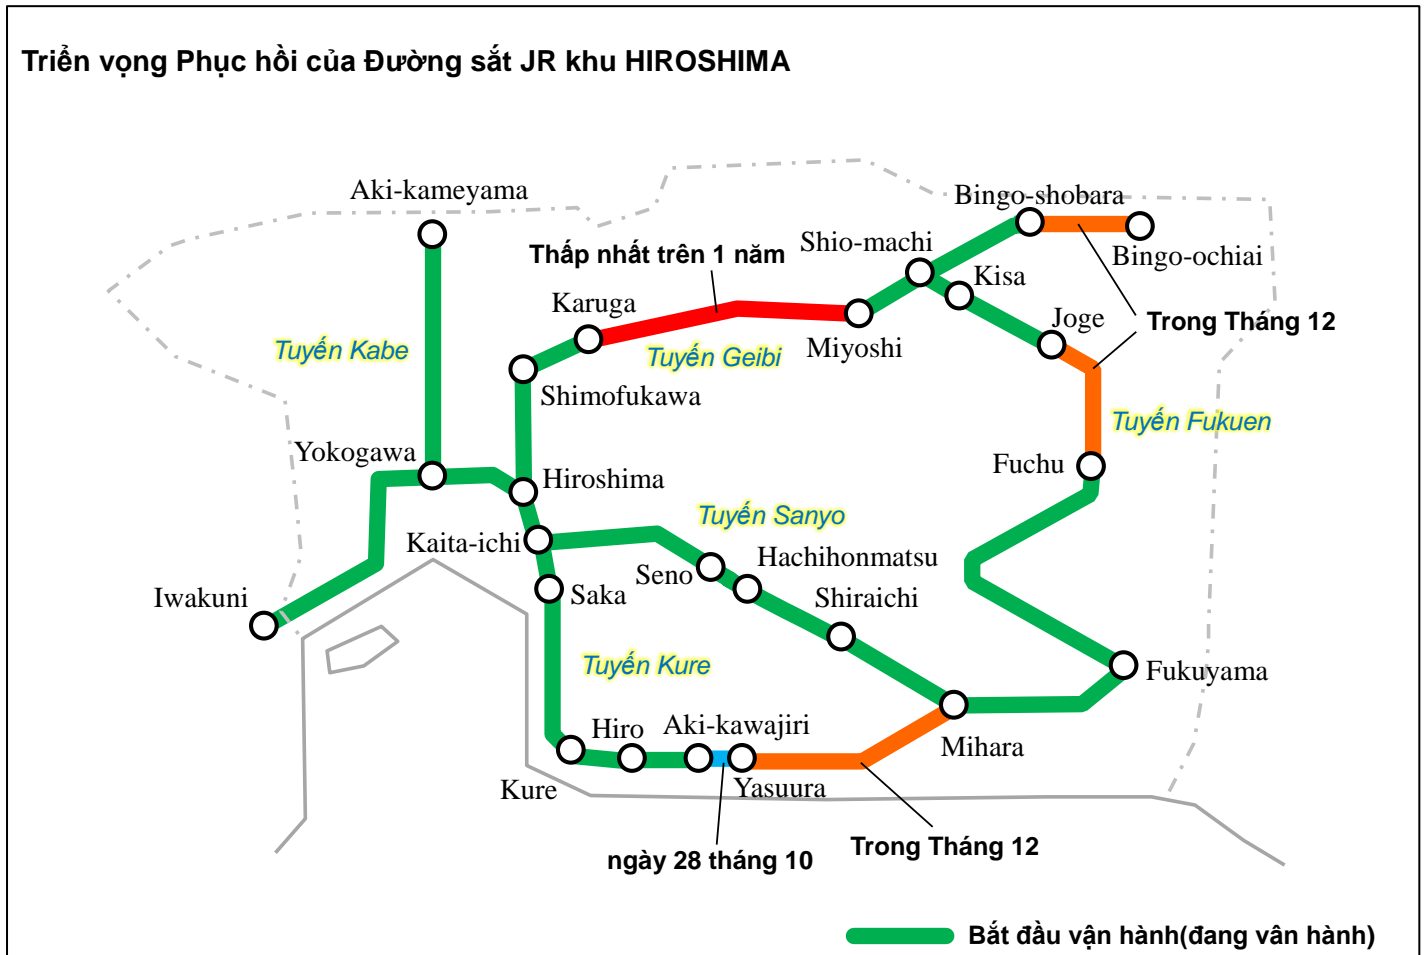 Triển vọng Phục hồi của Đường sắt JR khu HIROSHIMA
Aki-kameyama
Bingo-shobara
Shio-machi
Thấp nhất trên 1 năm
Bingo-ochiai
Kisa
Karuga
Joge
Trong Tháng 12
Tuyến Kabe
Tuyến Geibi
Miyoshi
Shimofukawa
Tuyến Fukuen
Yokogawa
Fuchu
Hiroshima
Tuyến Sanyo
Kaita-ichi
Hachihonmatsu
Seno
Iwakuni
Saka
Shiraichi
Tuyến Kure
Fukuyama
Hiro
Aki-kawajiri
Mihara
Kure
Yasuura
Trong Tháng 12
ngày 28 tháng 10
Bắt đầu vận hành(đang vân hành)